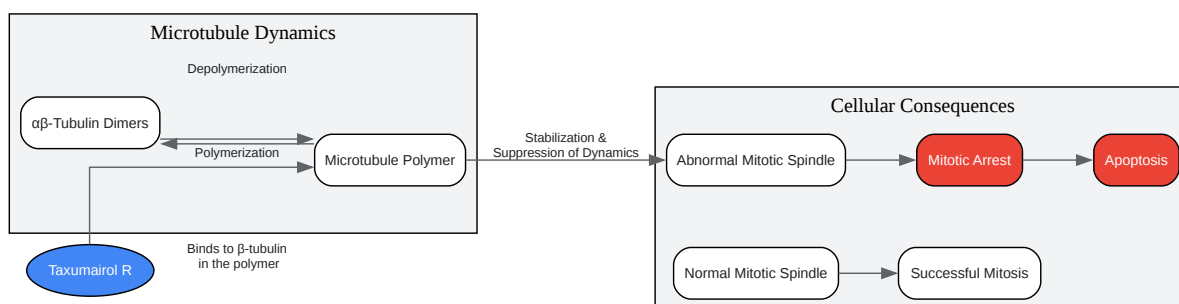 Microtubule Dynamics
Depolymerization
αβ-Tubulin Dimers
Polymerization
Microtubule Polymer
Binds to β-tubulin
in the polymer
Taxumairol R
Stabilization &
Suppression of Dynamics
Cellular Consequences
Abnormal Mitotic Spindle
Mitotic Arrest
Apoptosis
Normal Mitotic Spindle
Successful Mitosis